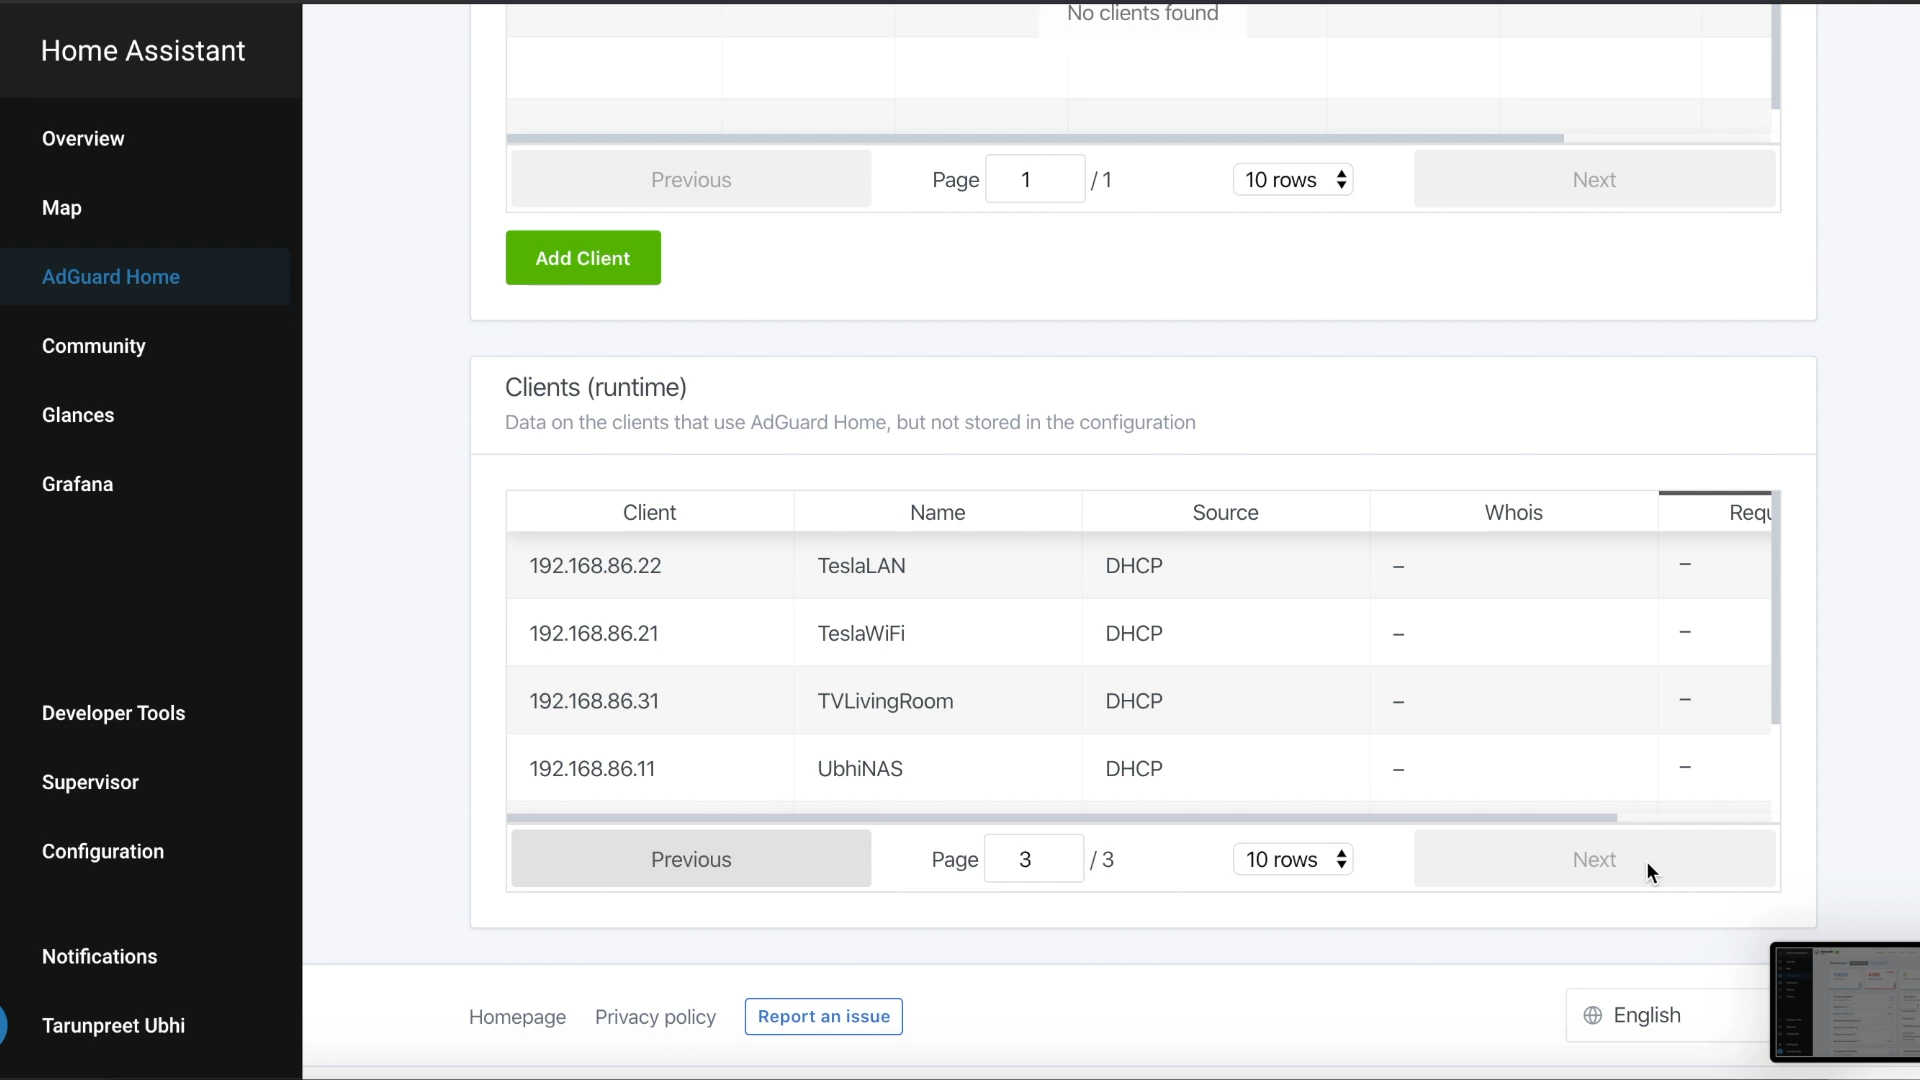 Home Assistant
Overview
Map
AdGuard Home
Community
Glances
Grafana
Developer Tools
Supervisor
Configuration
Notifications
Tarunpreet Ubhi
No clients found
Previous
Page 1 / 1
10 rows
Next
Add Client
Clients (runtime)
Data on the clients that use AdGuard Home, but not stored in the configuration
Client Name Source Whois Requ
192.168.86.22 TeslaLAN DHCP – –
192.168.86.21 TeslaWiFi DHCP – –
192.168.86.31 TVLivingRoom DHCP – –
192.168.86.11 UbhiNAS DHCP – –
Previous
Page 3 / 3
10 rows
Next
Homepage
Privacy policy
Report an issue
English